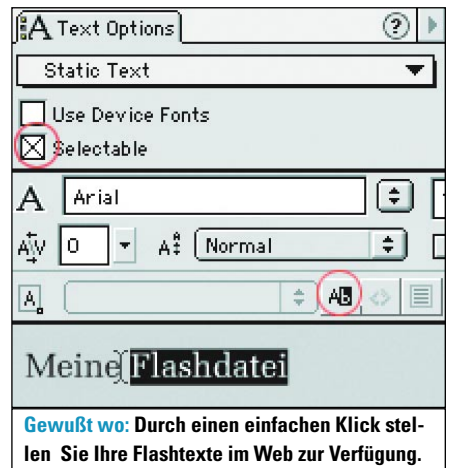 A Text Options ?
Static Text
Use Device Fonts
Selectable
A Arial
A V 0 A Normal
A AB
Meine Flashdatei
Gewußt wo: Durch einen einfachen Klick stel-
len Sie Ihre Flashtexte im Web zur Verfügung.